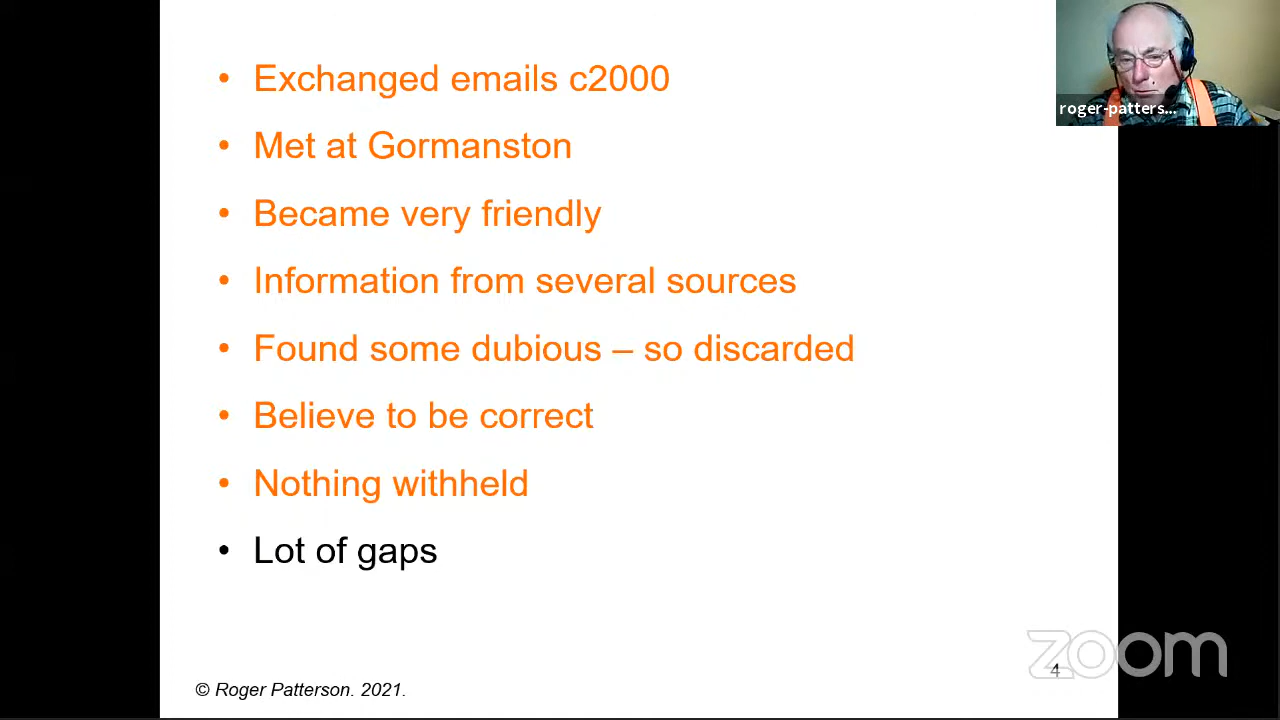 • Exchanged emails c2000
• Met at Gormanston
• Became very friendly
• Information from several sources
• Found some dubious – so discarded
• Believe to be correct
• Nothing withheld
• Lot of gaps
roger-patters...
zoom
4
© Roger Patterson. 2021.